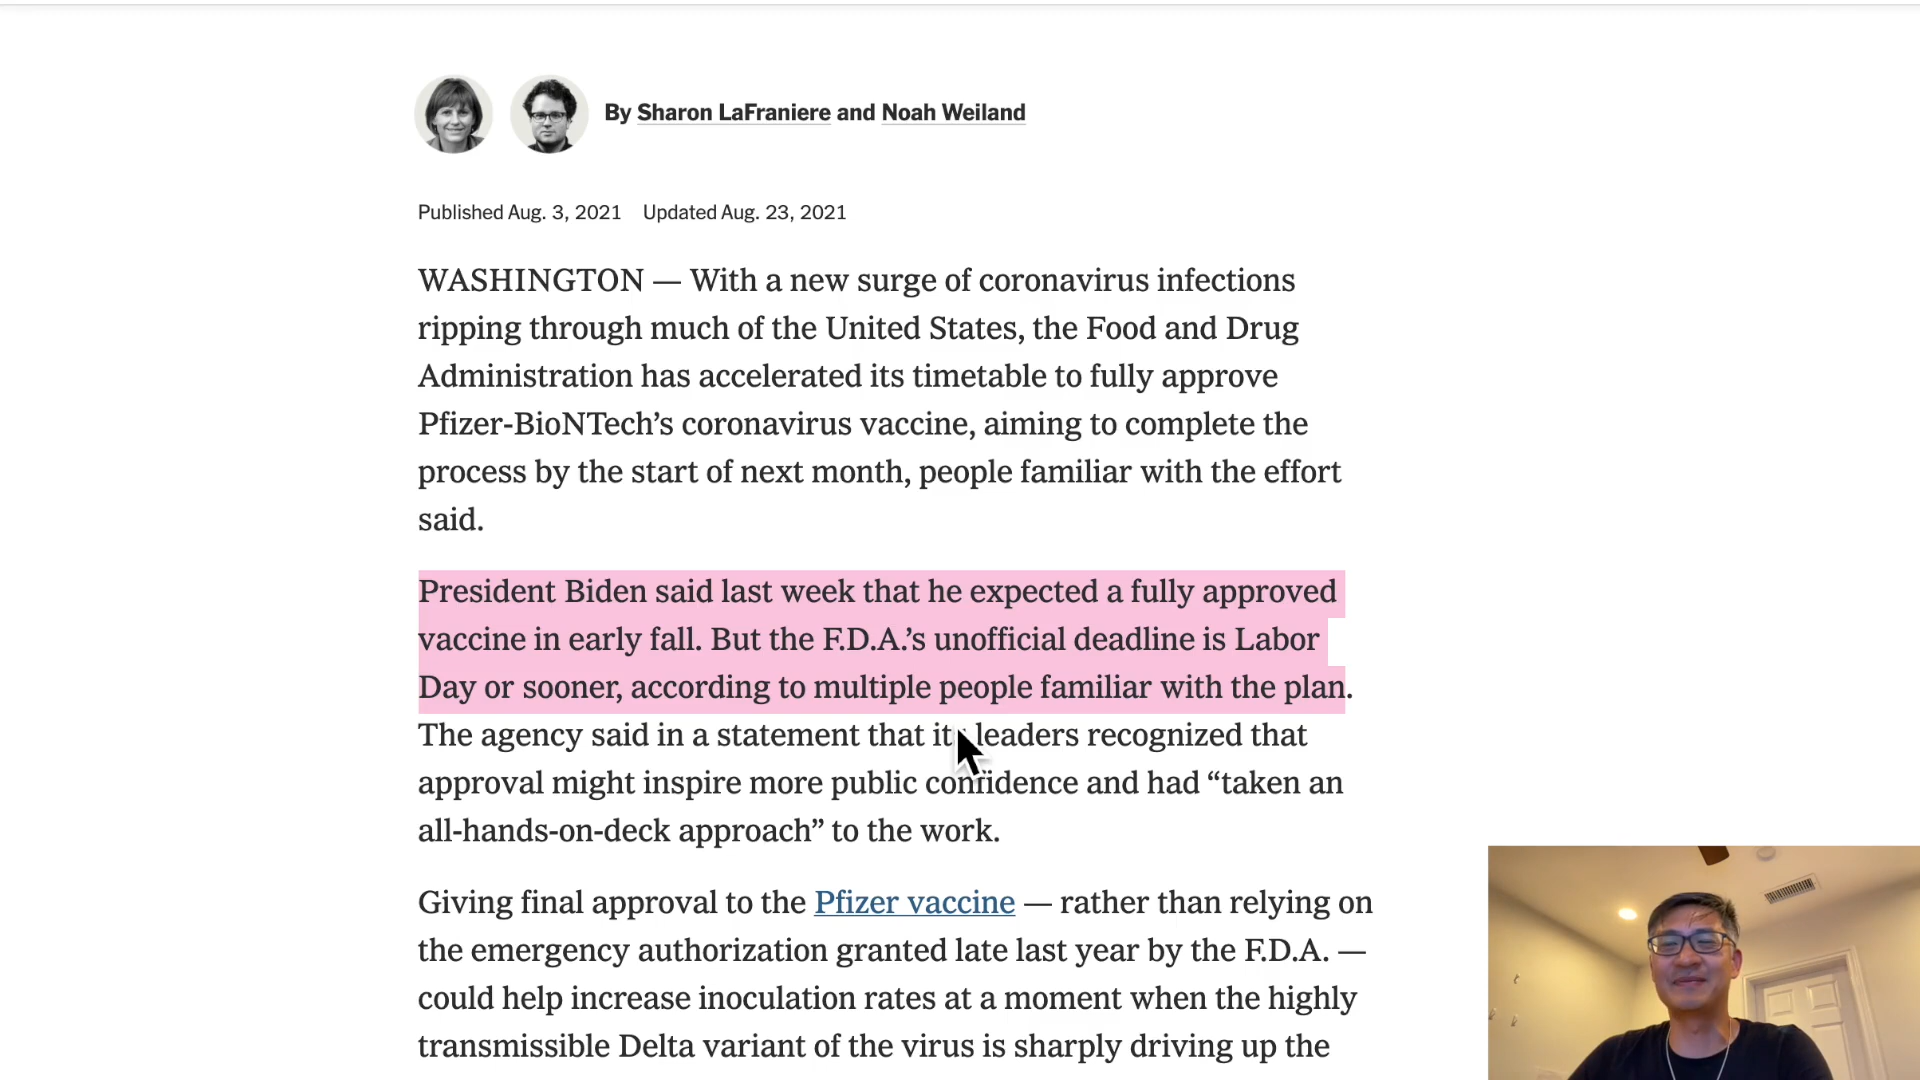 By Sharon LaFraniere and Noah Weiland
Published Aug. 3, 2021 Updated Aug. 23, 2021
WASHINGTON — With a new surge of coronavirus infections
ripping through much of the United States, the Food and Drug
Administration has accelerated its timetable to fully approve
Pfizer-BioNTech’s coronavirus vaccine, aiming to complete the
process by the start of next month, people familiar with the effort
said.
President Biden said last week that he expected a fully approved
vaccine in early fall. But the F.D.A.’s unofficial deadline is Labor
Day or sooner, according to multiple people familiar with the plan.
The agency said in a statement that its leaders recognized that
approval might inspire more public confidence and had “taken an
all-hands-on-deck approach” to the work.
Giving final approval to the Pfizer vaccine — rather than relying on
the emergency authorization granted late last year by the F.D.A. —
could help increase inoculation rates at a moment when the highly
transmissible Delta variant of the virus is sharply driving up the